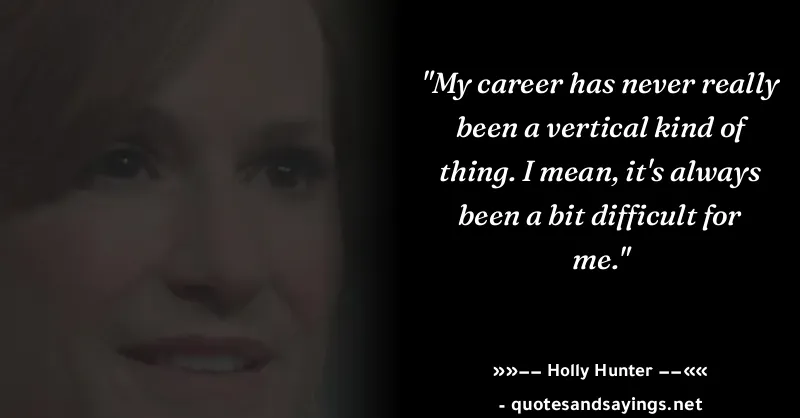 "My career has never really
been a vertical kind of
thing. I mean, it's always
been a bit difficult for
me."
»»−− Holly Hunter −−««
- quotesandsayings.net